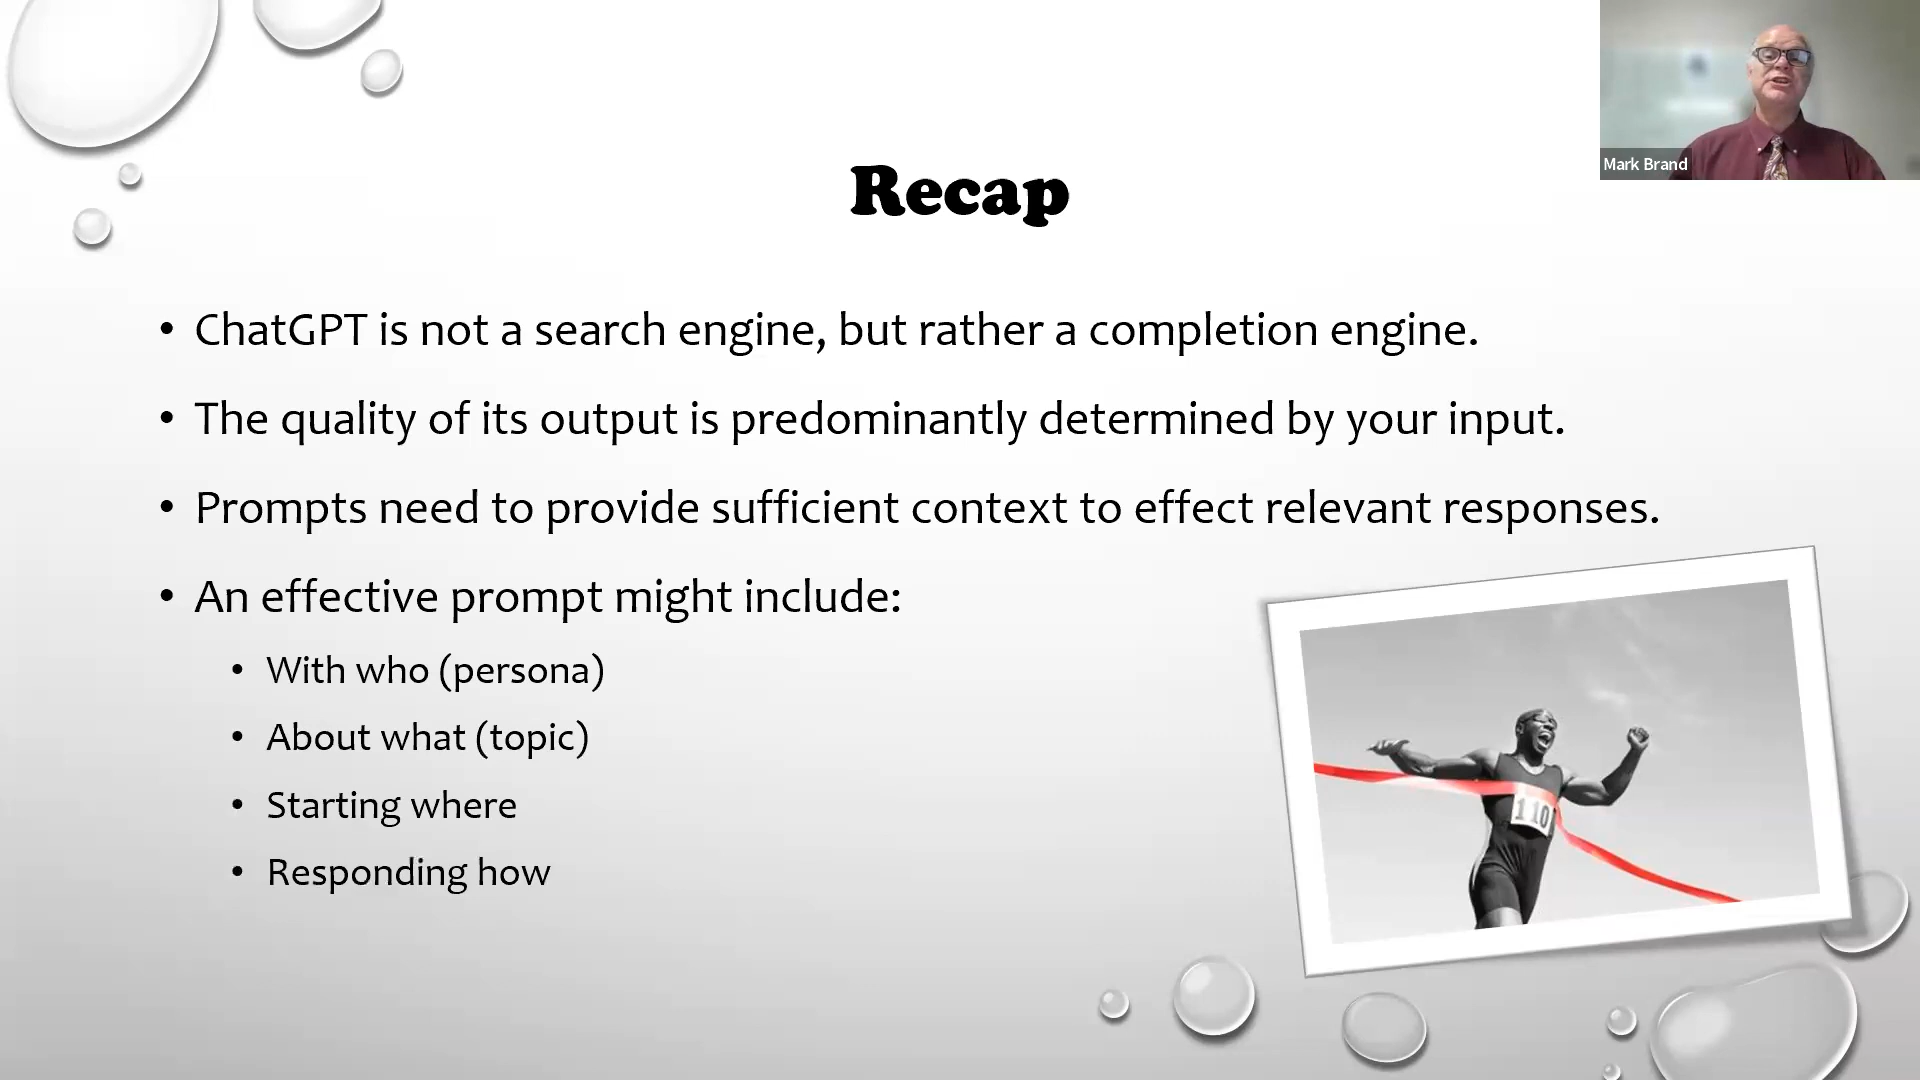 Mark Brand
Recap
• ChatGPT is not a search engine, but rather a completion engine.
• The quality of its output is predominantly determined by your input.
• Prompts need to provide sufficient context to effect relevant responses.
• An effective prompt might include:
• With who (persona)
• About what (topic)
• Starting where
• Responding how
110